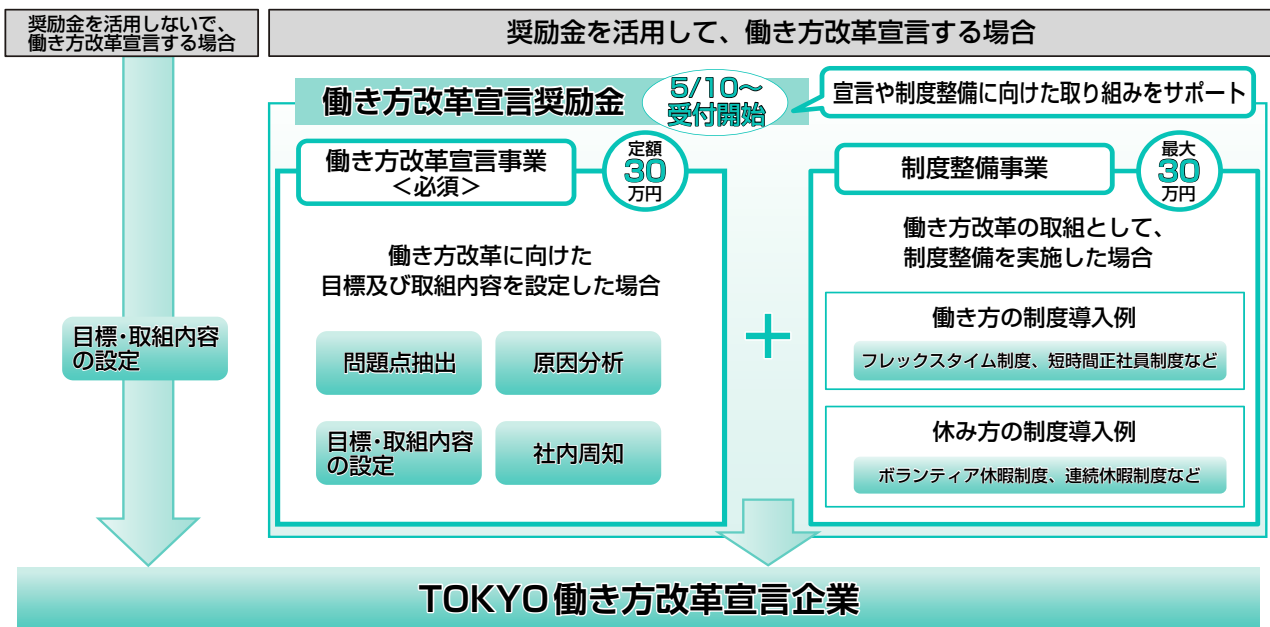 奨励金を活用しないで、
働き方改革宣言する場合
奨励金を活用して、働き方改革宣言する場合
働き方改革宣言奨励金
5/10~
受付開始
宣言や制度整備に向けた取り組みをサポート
働き方改革宣言事業
<必須>
定額
30
万円
働き方改革に向けた
目標及び取組内容を設定した場合
問題点抽出
原因分析
目標・取組内容
の設定
社内周知
+
制度整備事業
最大
30
万円
働き方改革の取組として、
制度整備を実施した場合
働き方の制度導入例
フレックスタイム制度、短時間正社員制度など
休み方の制度導入例
ボランティア休暇制度、連続休暇制度など
目標・取組内容
の設定
TOKYO働き方改革宣言企業